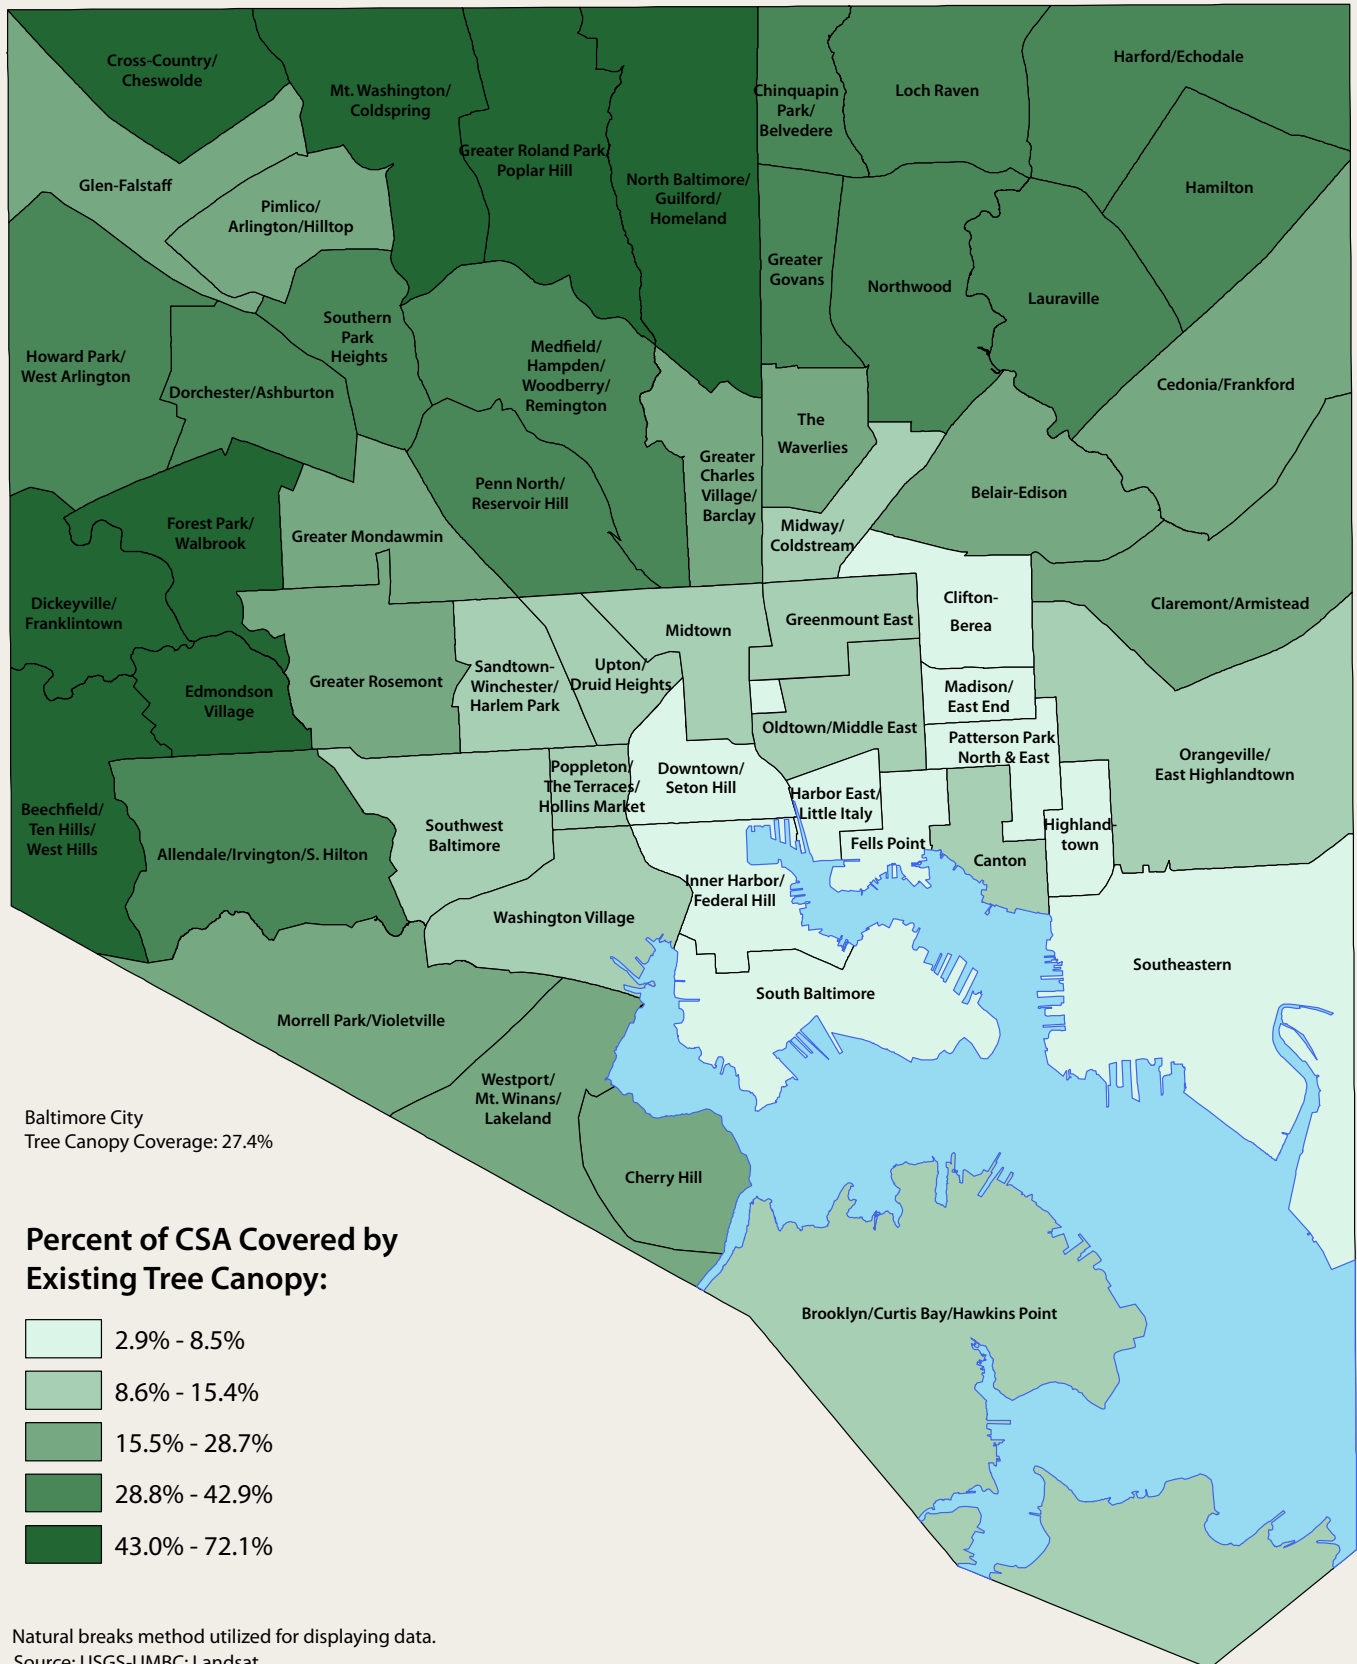 Cross-Country/
Cheswolde
Mt. Washington/
Coldspring
Greater Roland Park/
Poplar Hill
North Baltimore/
Guilford/
Homeland
Chinquapin
Park/
Belvedere
Loch Raven
Harford/Echodale
Hamilton
Glen-Falstaff
Pimlico/
Arlington/Hilltop
Greater
Govans
Northwood
Lauraville
Southern
Park
Heights
Howard Park/
West Arlington
Dorchester/Ashburton
Medfield/
Hampden/
Woodberry/
Remington
Cedonia/Frankford
The
Waverlies
Greater
Charles
Village/
Barclay
Penn North/
Reservoir Hill
Belair-Edison
Forest Park/
Walbrook
Greater Mondawmin
Midway/
Coldstream
Dickeyville/
Franklintown
Clifton-
Berea
Claremont/Armistead
Midtown
Greenmount East
Edmondson
Village
Greater Rosemont
Sandtown-
Winchester/
Harlem Park
Upton/
Druid Heights
Madison/
East End
Oldtown/Middle East
Patterson Park
North & East
Orangeville/
East Highlandtown
Beechfield/
Ten Hills/
West Hills
Allendale/Irvington/S. Hilton
Southwest
Baltimore
Poppleton/
The Terraces/
Hollins Market
Downtown/
Seton Hill
Harbor East/
Little Italy
Fells Point
Canton
Highland-
town
Inner Harbor/
Federal Hill
Washington Village
Southeastern
South Baltimore
Morrell Park/Violetville
Westport/
Mt. Winans/
Lakeland
Cherry Hill
Brooklyn/Curtis Bay/Hawkins Point
Baltimore City
Tree Canopy Coverage: 27.4%
Percent of CSA Covered by
Existing Tree Canopy:
2.9% - 8.5%
8.6% - 15.4%
15.5% - 28.7%
28.8% - 42.9%
43.0% - 72.1%
Natural breaks method utilized for displaying data.
Source: USGS-UMBC; Landsat